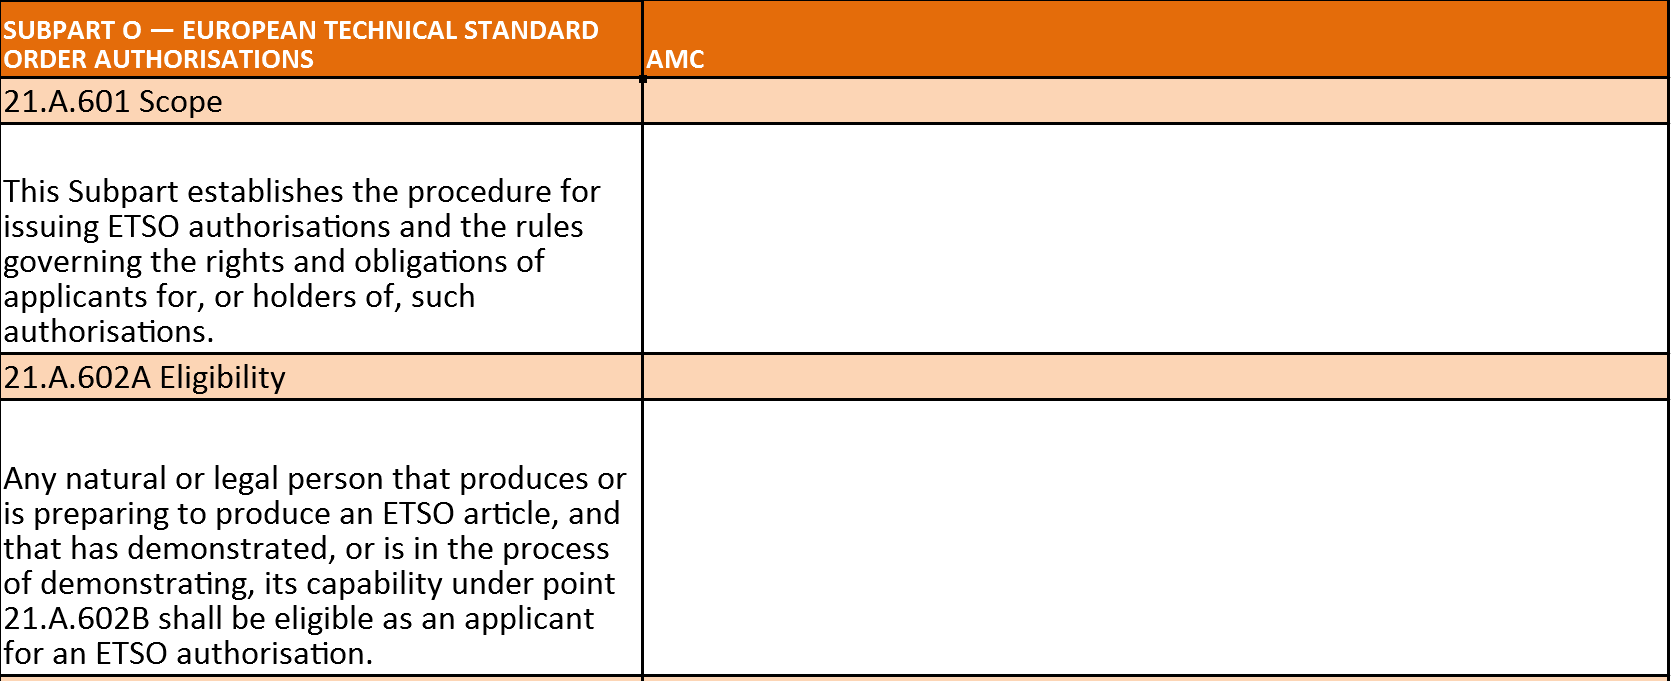 SUBPART O — EUROPEAN TECHNICAL STANDARD
ORDER AUTHORISATIONS
AMC
21.A.601 Scope
This Subpart establishes the procedure for
issuing ETSO authorisations and the rules
governing the rights and obligations of
applicants for, or holders of, such
authorisations.
21.A.602A Eligibility
Any natural or legal person that produces or
is preparing to produce an ETSO article, and
that has demonstrated, or is in the process
of demonstrating, its capability under point
21.A.602B shall be eligible as an applicant
for an ETSO authorisation.